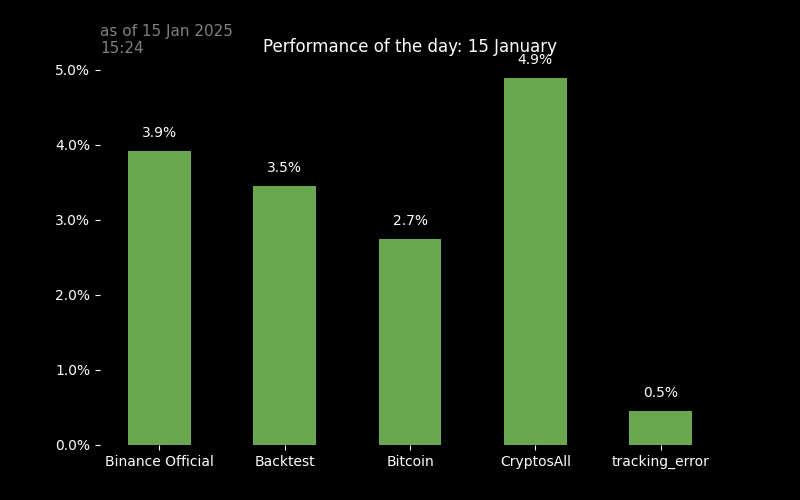 as of 15 Jan 2025
15:24
Performance of the day: 15 January
5.0%
4.0%
3.0%
2.0%
1.0%
0.0%
3.9%
3.5%
2.7%
4.9%
0.5%
Binance Official
Backtest
Bitcoin
CryptosAll
tracking_error